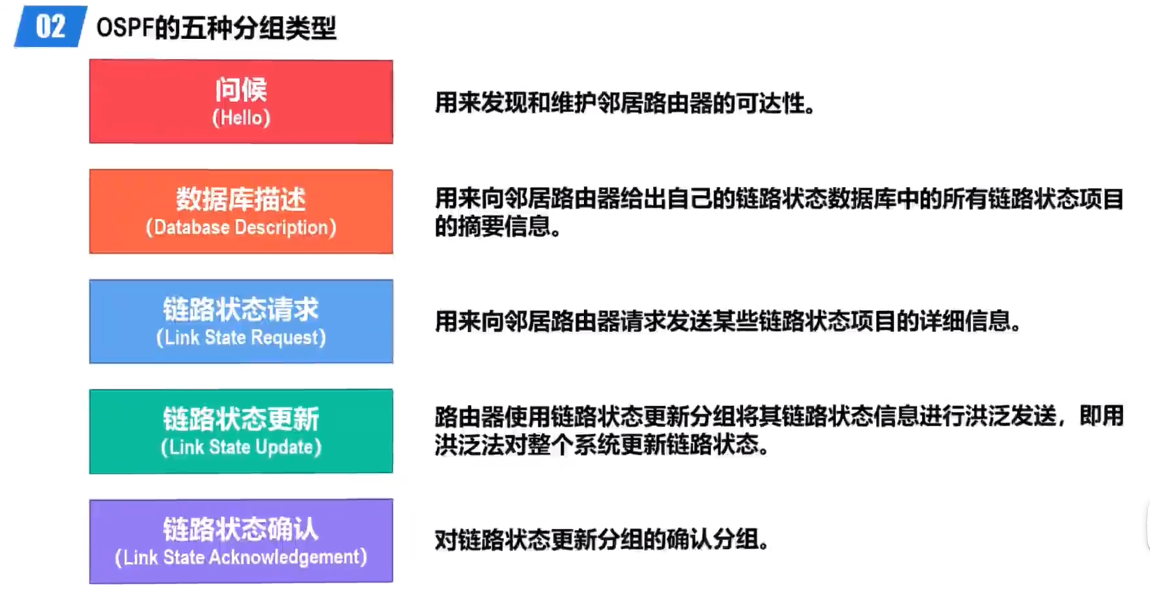 02 OSPF的五种分组类型
问候
(Hello)
用来发现和维护邻居路由器的可达性。
数据库描述
(Database Description)
用来向邻居路由器给出自己的链路状态数据库中的所有链路状态项目
的摘要信息。
链路状态请求
(Link State Request)
用来向邻居路由器请求发送某些链路状态项目的详细信息。
链路状态更新
(Link State Update)
路由器使用链路状态更新分组将其链路状态信息进行洪泛发送，即用
洪泛法对整个系统更新链路状态。
链路状态确认
(Link State Acknowledgement)
对链路状态更新分组的确认分组。